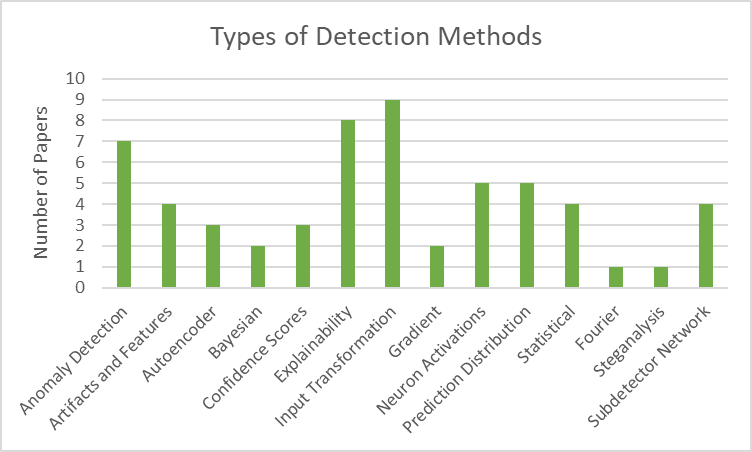 Types of Detection Methods
Number of Papers
10
9
8
7
6
5
4
3
2
1
0
Anomaly Detection
Artifacts and Features
Autoencoder
Bayesian
Confidence Scores
Explainability
Input Transformation
Gradient
Neuron Activations
Prediction Distribution
Statistical
Fourier
Steganalysis
Subdetector Network